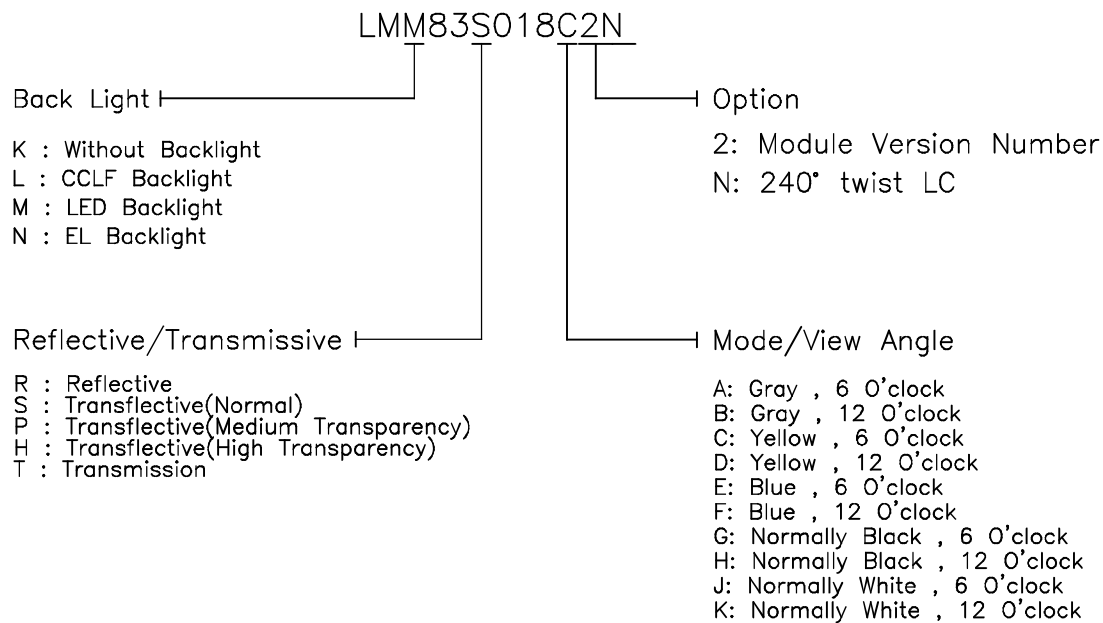 LMM83S018C2N
Back Light
K : Without Backlight
L : CCLF Backlight
M : LED Backlight
N : EL Backlight
Option
2: Module Version Number
N: 240° twist LC
Reflective/Transmissive
R : Reflective
S : Transflective(Normal)
P : Transflective(Medium Transparency)
H : Transflective(High Transparency)
T : Transmission
Mode/View Angle
A: Gray , 6 O'clock
B: Gray , 12 O'clock
C: Yellow , 6 O'clock
D: Yellow , 12 O'clock
E: Blue , 6 O'clock
F: Blue , 12 O'clock
G: Normally Black , 6 O'clock
H: Normally Black , 12 O'clock
J: Normally White , 6 O'clock
K: Normally White , 12 O'clock